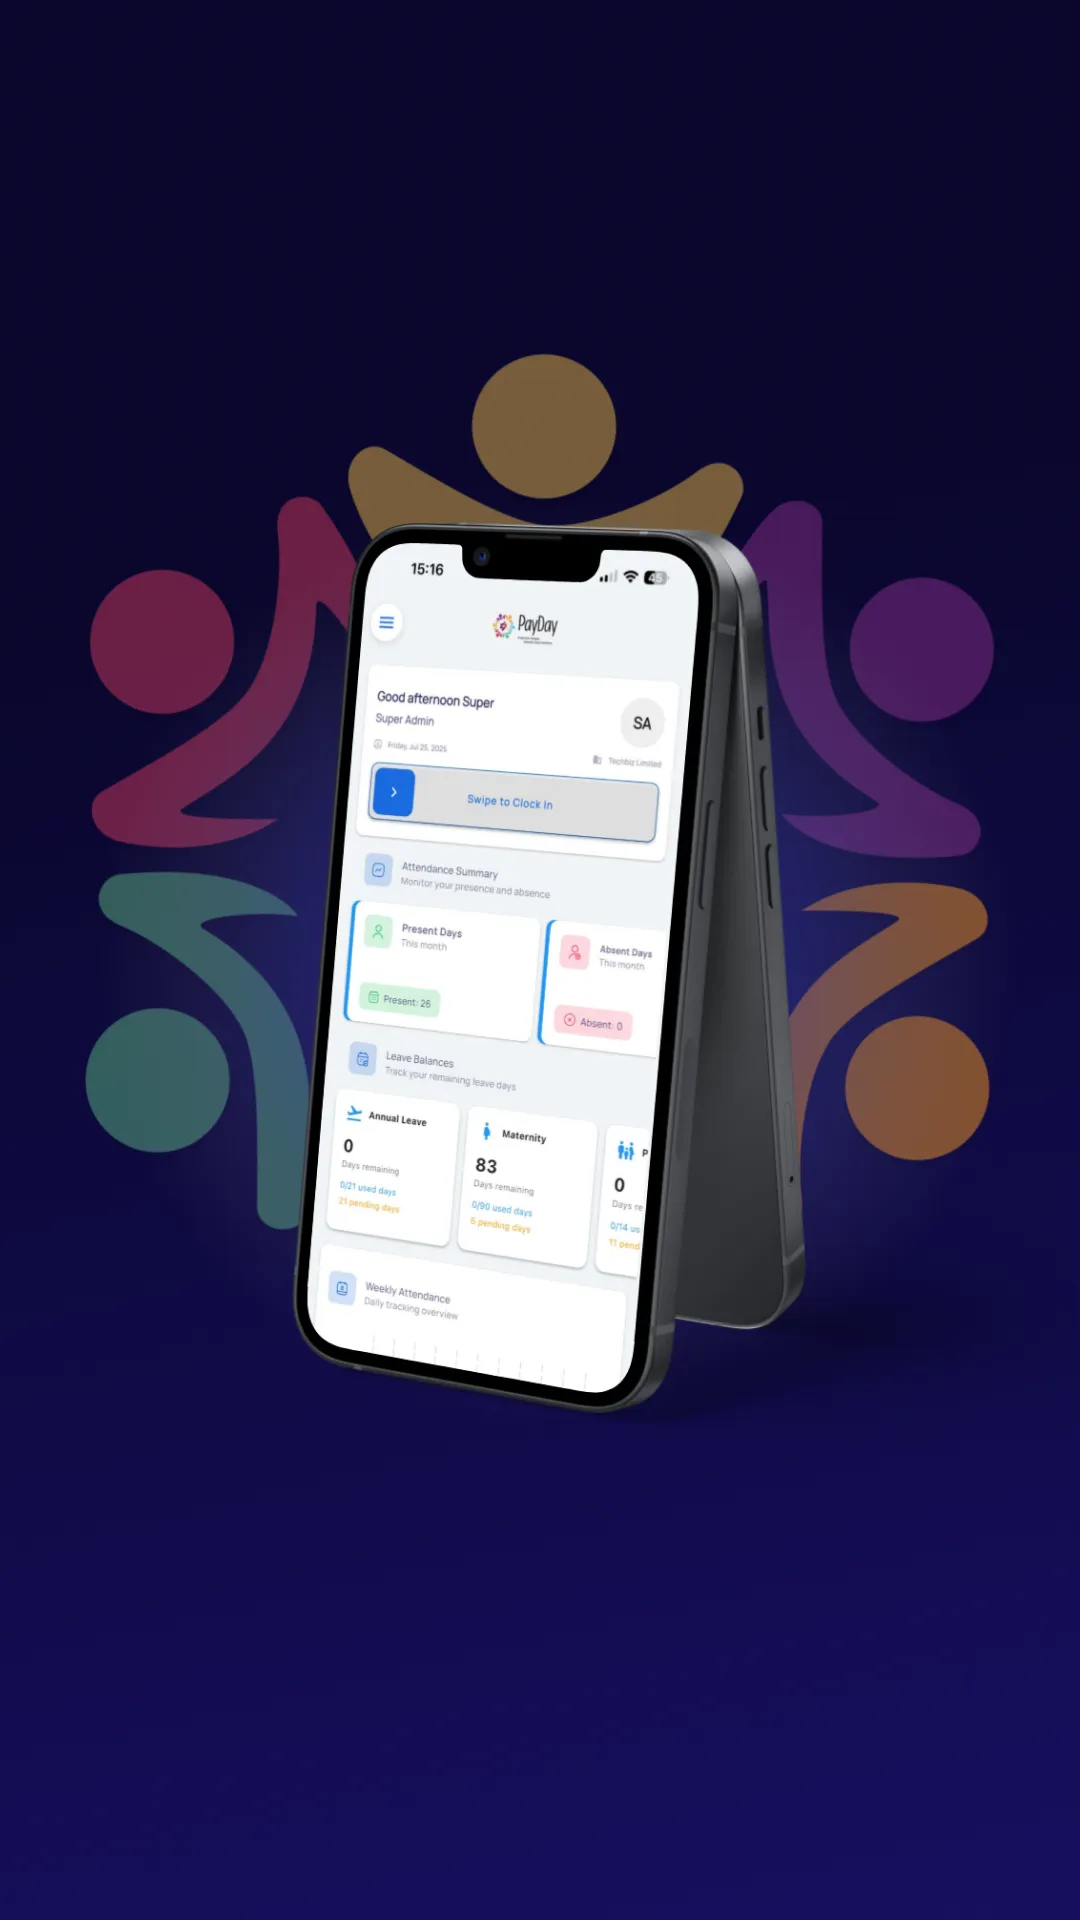 15:16
45
PayDay
Good afternoon Super
Super Admin
SA
Friday, Jul 25, 2025
Techbiz Limited
Swipe to Clock In
Attendance Summary
Monitor your presence and absence
Present Days
This month
Present: 26
Absent Days
This month
Absent: 0
Leave Balances
Track your remaining leave days
Annual Leave
0
Days remaining
0/21 used days
21 pending days
Maternity
83
Days remaining
0/90 used days
6 pending days
P
0
Days re
0/14 us
11 pend
Weekly Attendance
Daily tracking overview